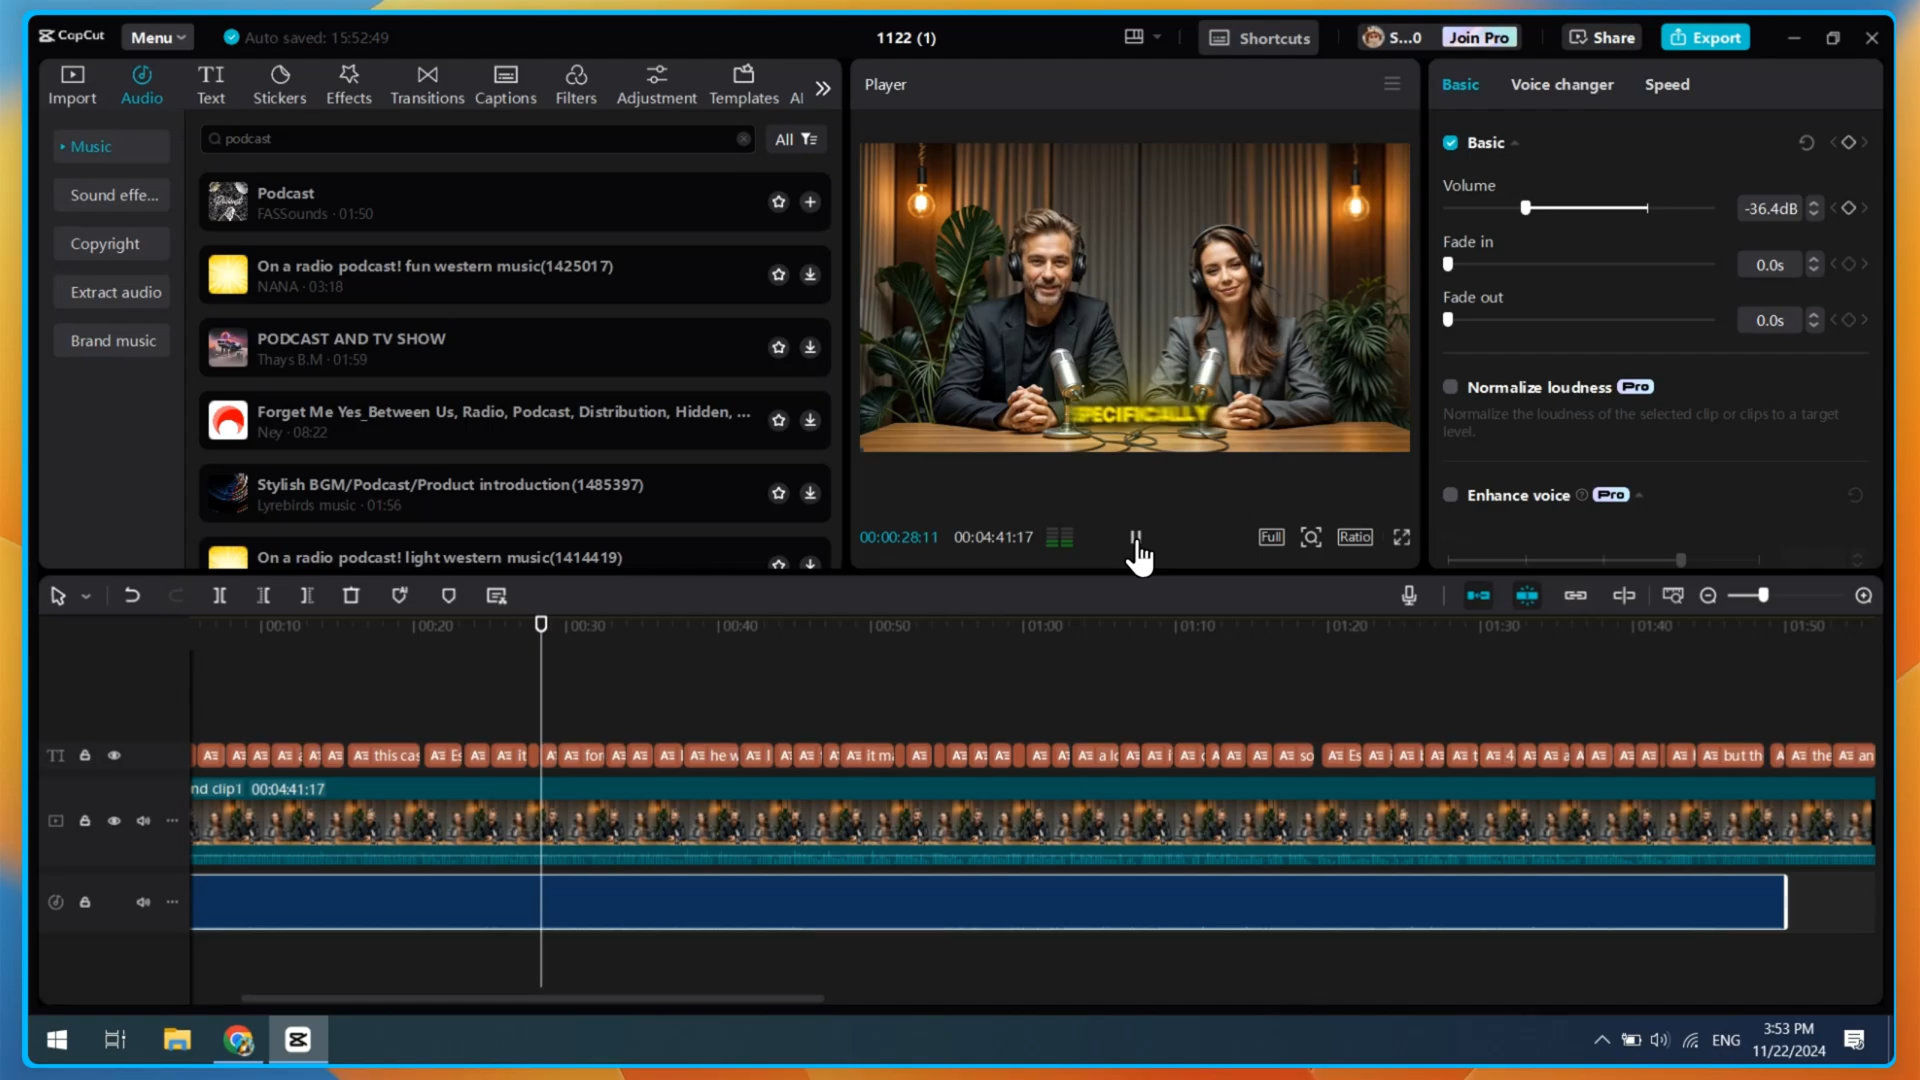 CapCut
Menu
Auto saved: 15:52:49
1122 (1)
Shortcuts
S...0
Join Pro
Share
Export
Import
Audio
Text
Stickers
Effects
Transitions
Captions
Filters
Adjustment
Templates
AI
Player
Basic
Voice changer
Speed
Music
Sound effe...
Copyright
Extract audio
Brand music
podcast
All
Podcast
FASSounds · 01:50
On a radio podcast! fun western music(1425017)
NANA · 03:18
PODCAST AND TV SHOW
Thays B.M · 01:59
Forget Me Yes_Between Us, Radio, Podcast, Distribution, Hidden, ...
Ney · 08:22
Stylish BGM/Podcast/Product introduction(1485397)
Lyrebirds music · 01:56
On a radio podcast! light western music(1414419)
SPECIFICALLY
00:00:28:11
00:04:41:17
Full
Ratio
Basic
Volume
-36.4dB
Fade in
0.0s
Fade out
0.0s
Normalize loudness
Pro
Normalize the loudness of the selected clip or clips to a target
level.
Enhance voice
Pro
00:10
00:20
00:30
00:40
00:50
01:00
01:10
01:20
01:30
01:40
01:50
this cas
Es
it
for
he w
it ma
a lo
so
Es
but th
the
an
nd clip1 00:04:41:17
ENG
3:53 PM
11/22/2024